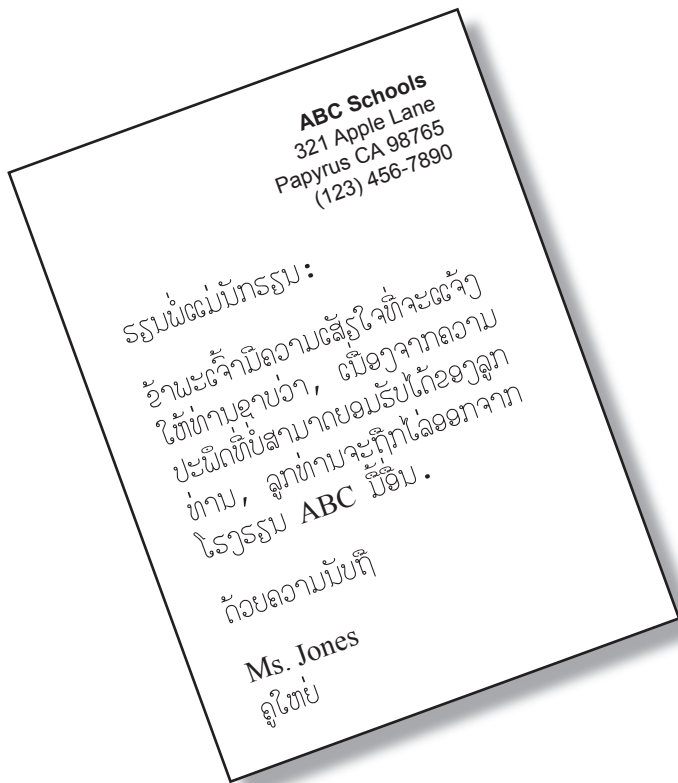 ABC Schools
321 Apple Lane
Papyrus CA 98765
(123) 456-7890
ຮຽນພໍ່ແມ່ນັກຮຽນ:
ຂ້າພະເຈົ້າມີຄວາມເສັຽໃຈທີ່ຈະແຈ້ງ
ໃຫ້ທ່ານຊາບວ່າ, ເນື່ອງຈາກຄວາມ
ປະພຶດທີ່ບໍ່ສາມາດຍອມຮັບໄດ້ຂອງລູກ
ທ່ານ, ລູກທ່ານຈະຖືກໄລ່ອອກຈາກ
ໂຮງຮຽນ ABC ມື້ອື່ນ.
ດ້ວຍຄວາມນັບຖື
Ms. Jones
ຄູໃຫຍ່